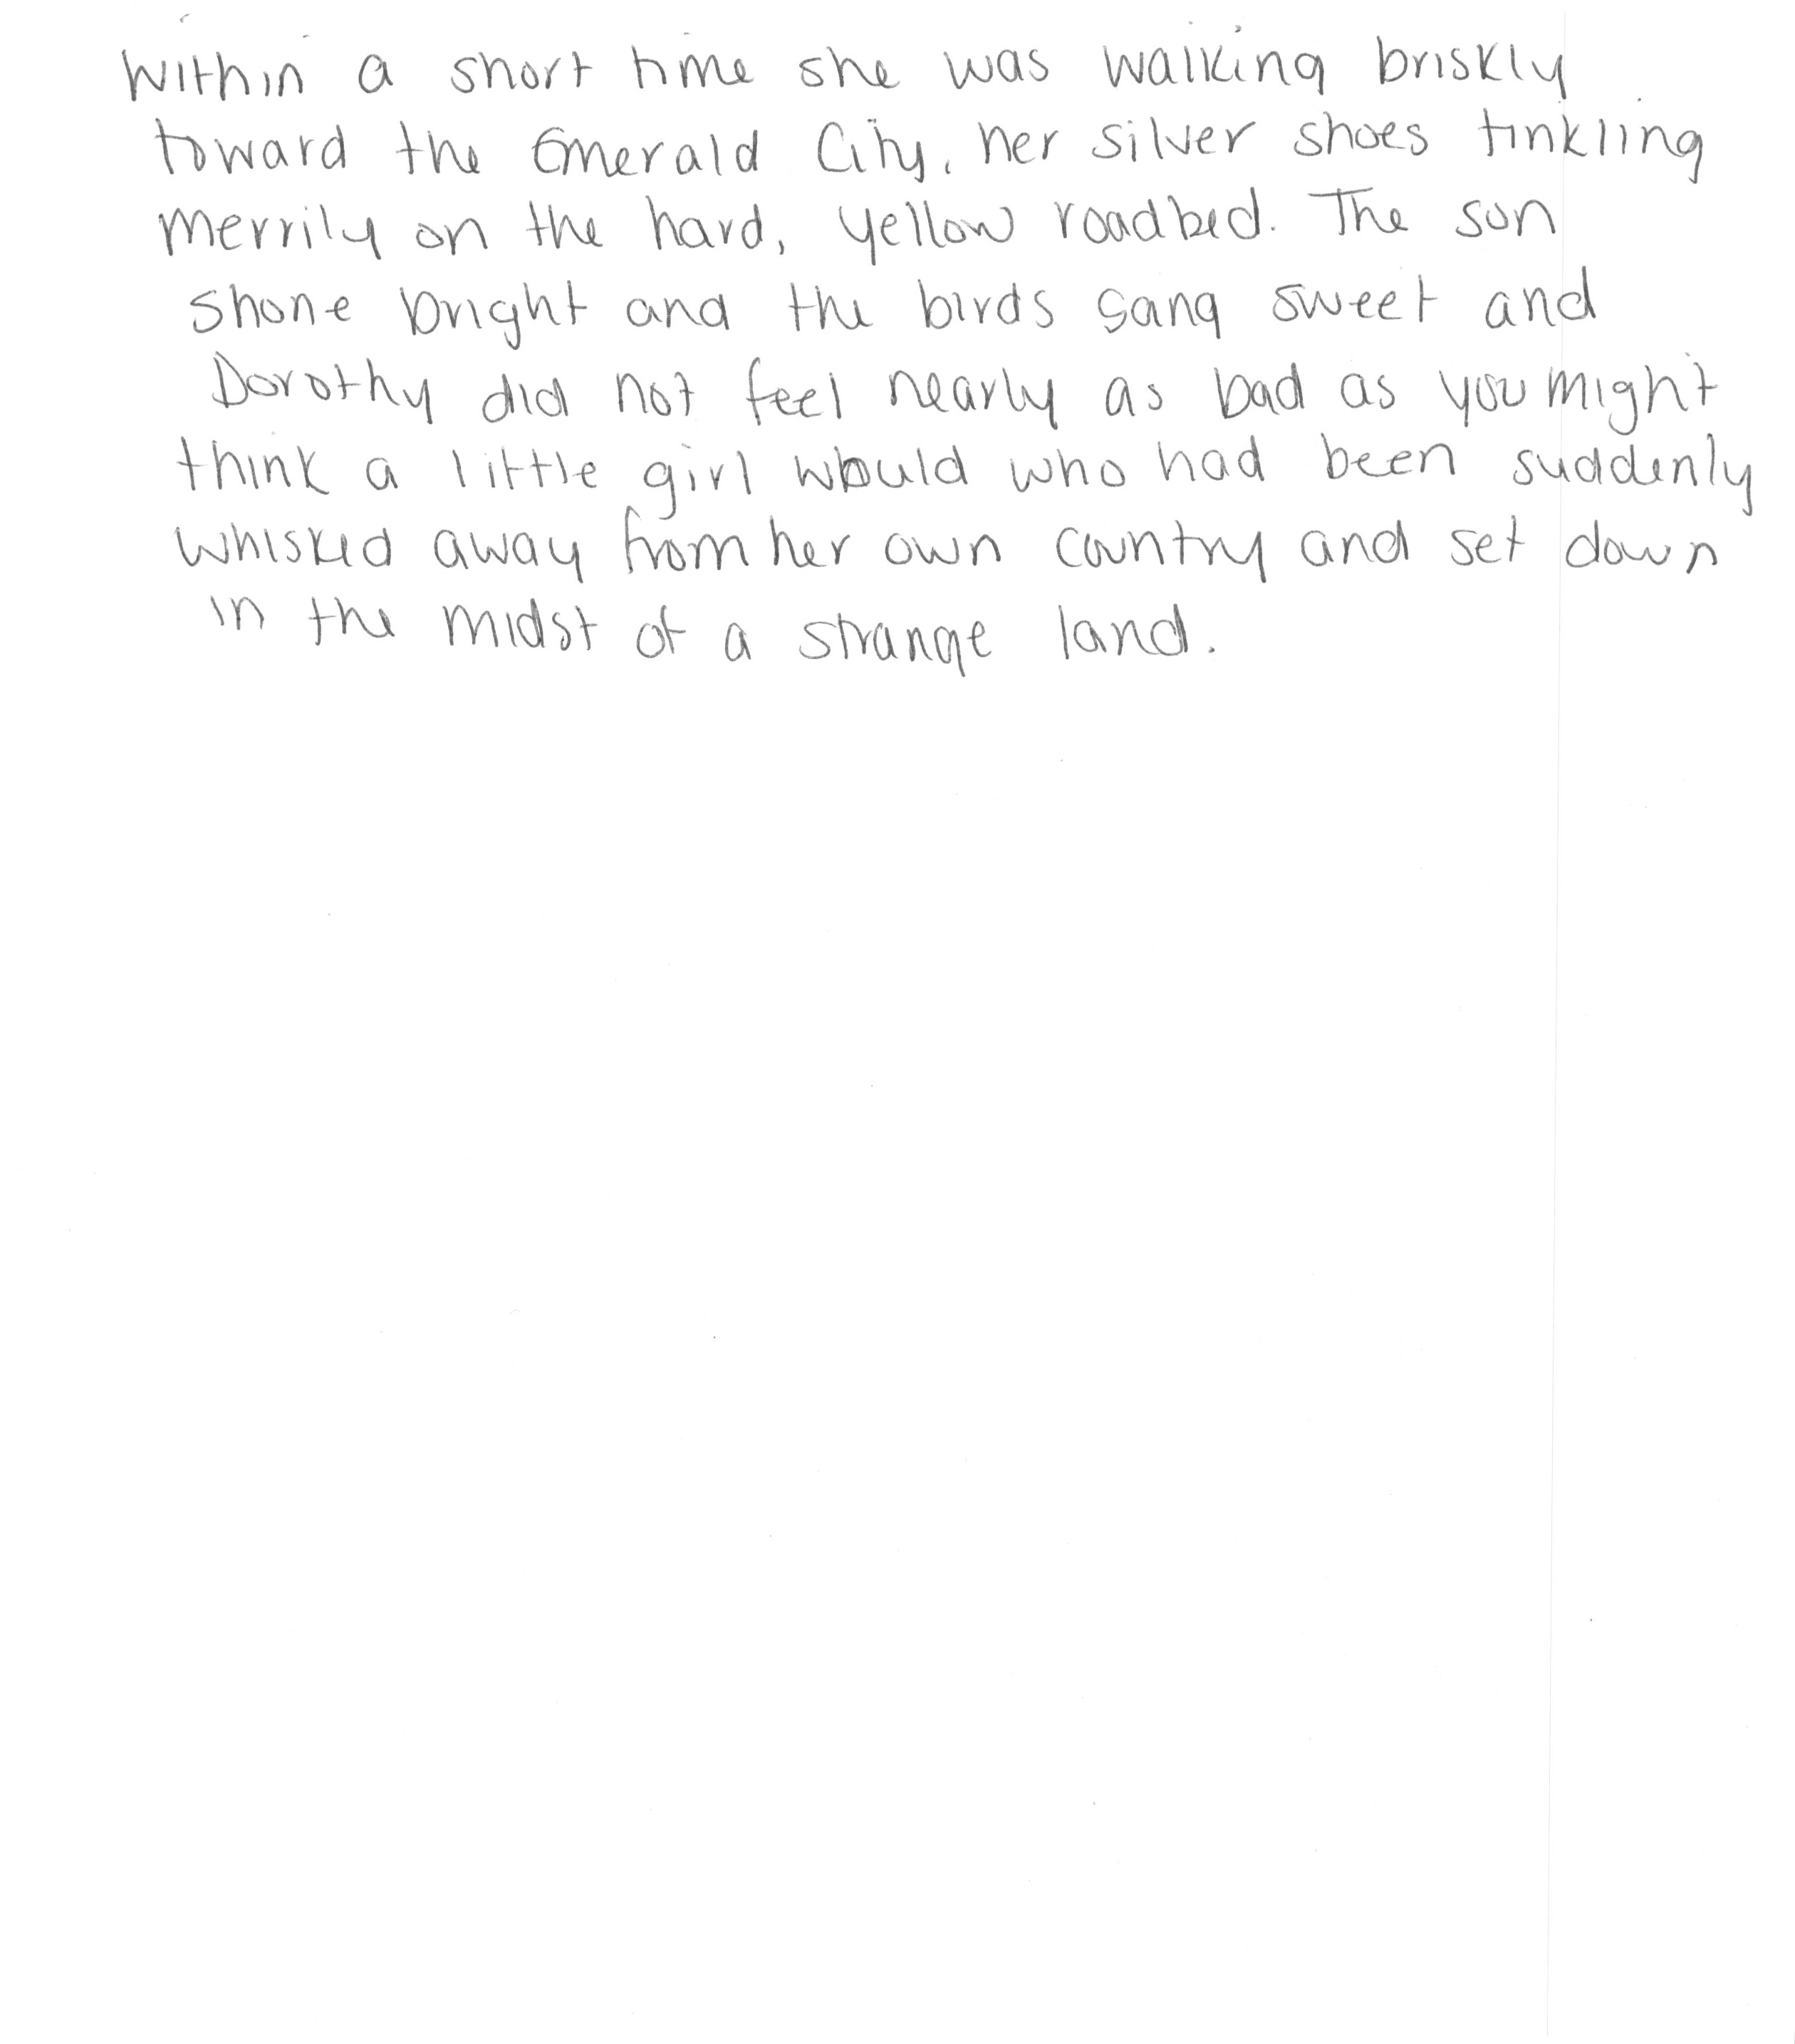 Within a short time she was walking briskly
toward the Emerald City, her silver shoes tinkling
merrily on the hard, yellow roadbed. The sun
shone bright and the birds sang sweet and
Dorothy did not feel nearly as bad as you might
think a little girl would who had been suddenly
whisked away from her own country and set down
in the midst of a strange land.